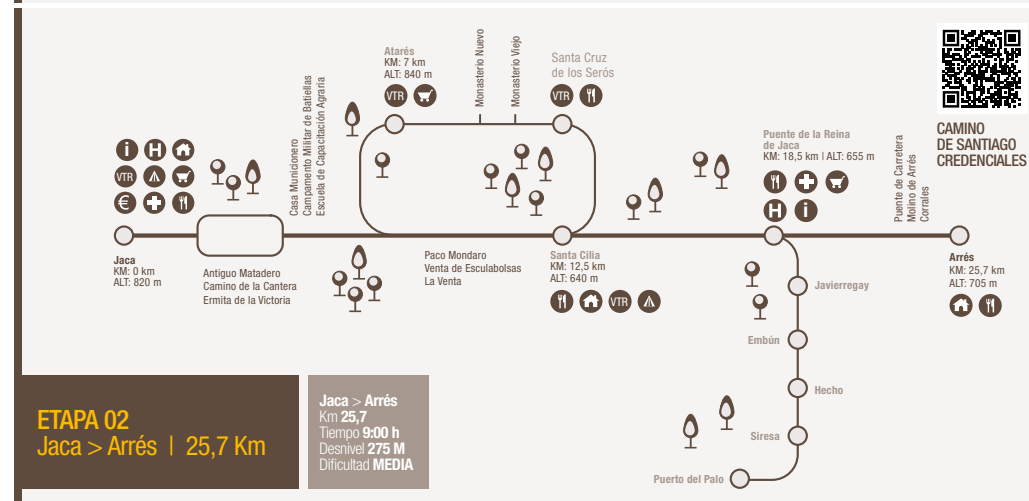 Atarés
KM: 7 km
ALT: 840 m
VTR
Monasterio Nuevo
Monasterio Viejo
Santa Cruz
de los Serós
VTR
CAMINO
DE SANTIAGO
CREDENCIALES
i H
VTR
€
Casa Municionero
Campamento Militar de Batiellas
Escuela de Capacitación Agraria
Puente de la Reina
de Jaca
KM: 18,5 km | ALT: 655 m
H i
Puente de Carretera
Molino de Arrés
Corrales
Jaca
KM: 0 km
ALT: 820 m
Antiguo Matadero
Camino de la Cantera
Ermita de la Victoria
Paco Mondaro
Venta de Esculabolsas
La Venta
Santa Cilia
KM: 12,5 km
ALT: 640 m
VTR
Arrés
KM: 25,7 km
ALT: 705 m
Javierregay
Embún
Hecho
Siresa
Puerto del Palo
ETAPA 02
Jaca > Arrés | 25,7 Km
Jaca > Arrés
Km 25,7
Tiempo 9:00 h
Desnivel 275 M
Dificultad MEDIA